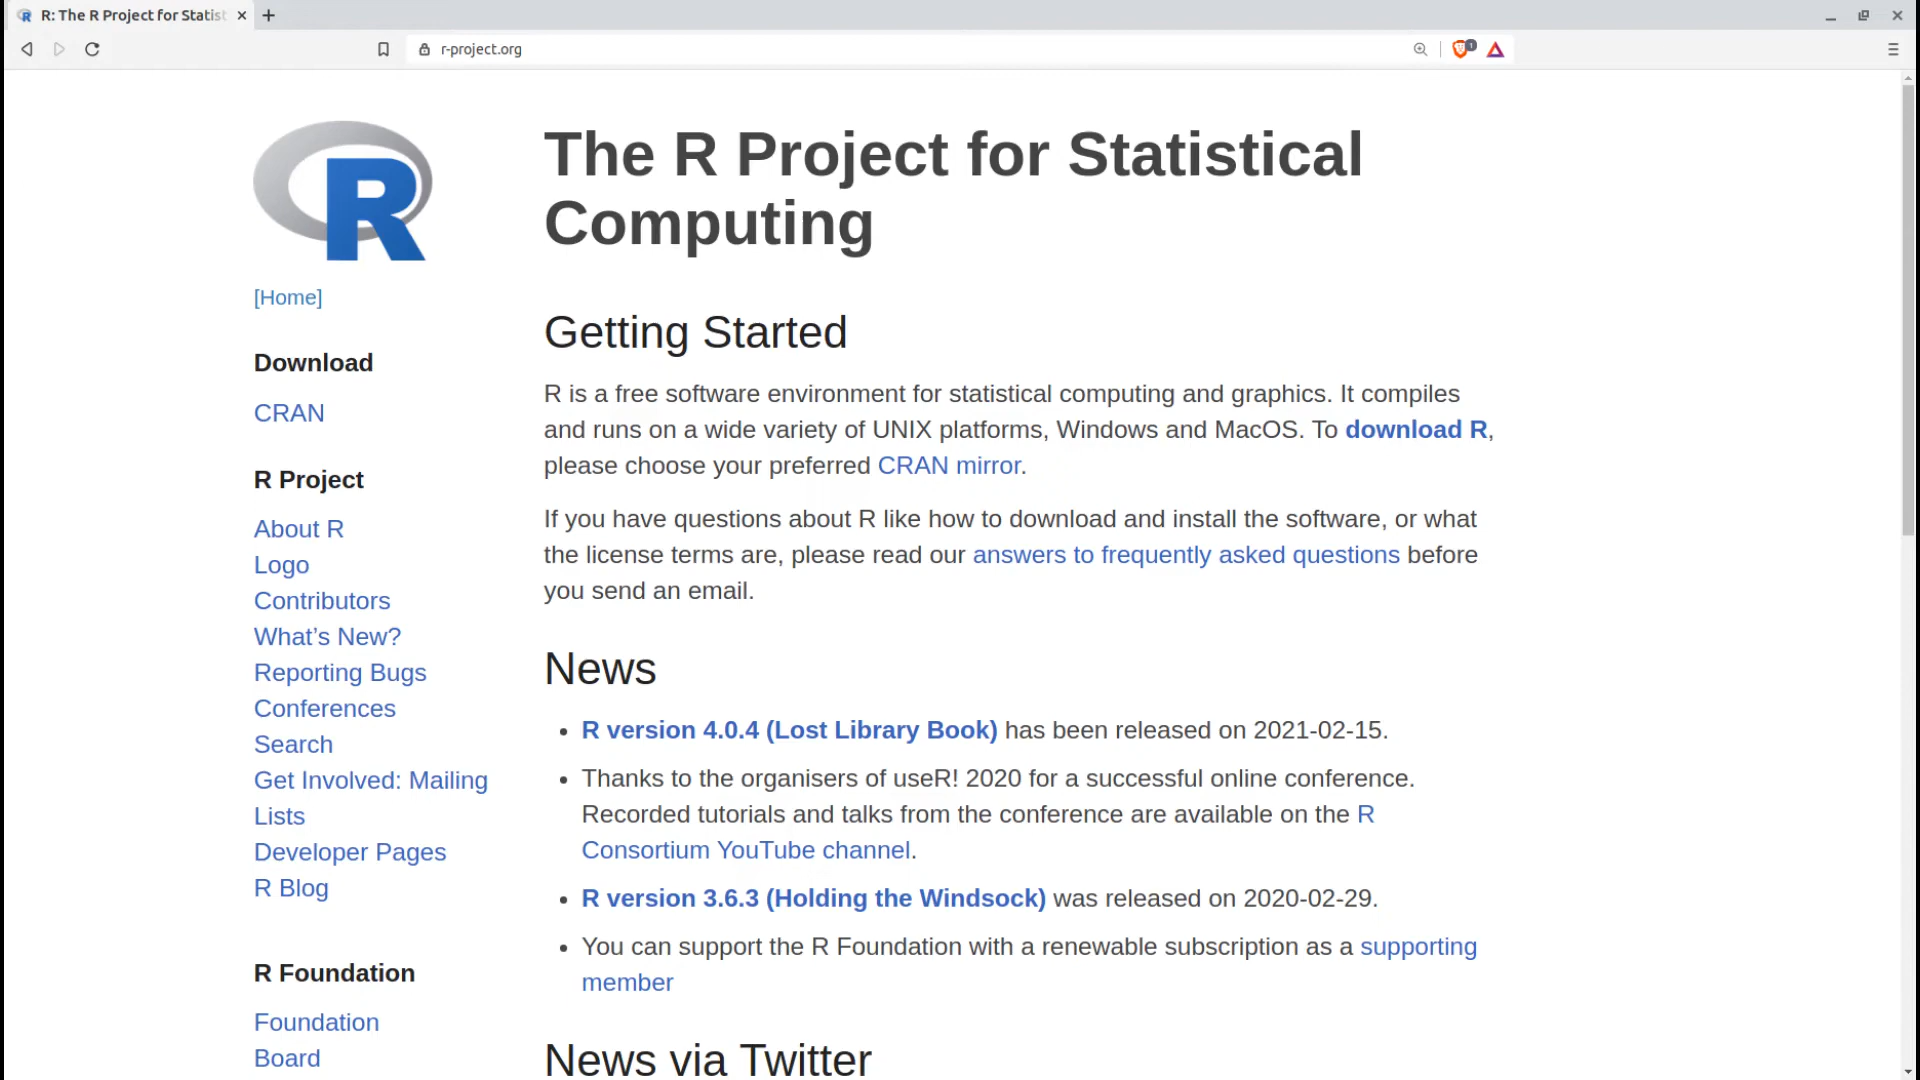 R: The R Project for Statist
r-project.org
1
R
The R Project for Statistical
Computing
[Home]
Download
CRAN
R Project
About R
Logo
Contributors
What’s New?
Reporting Bugs
Conferences
Search
Get Involved: Mailing
Lists
Developer Pages
R Blog
R Foundation
Foundation
Board
Getting Started
R is a free software environment for statistical computing and graphics. It compiles
and runs on a wide variety of UNIX platforms, Windows and MacOS. To download R,
please choose your preferred CRAN mirror.
If you have questions about R like how to download and install the software, or what
the license terms are, please read our answers to frequently asked questions before
you send an email.
News
• R version 4.0.4 (Lost Library Book) has been released on 2021-02-15.
• Thanks to the organisers of useR! 2020 for a successful online conference.
Recorded tutorials and talks from the conference are available on the R
Consortium YouTube channel.
• R version 3.6.3 (Holding the Windsock) was released on 2020-02-29.
• You can support the R Foundation with a renewable subscription as a supporting
member
News via Twitter